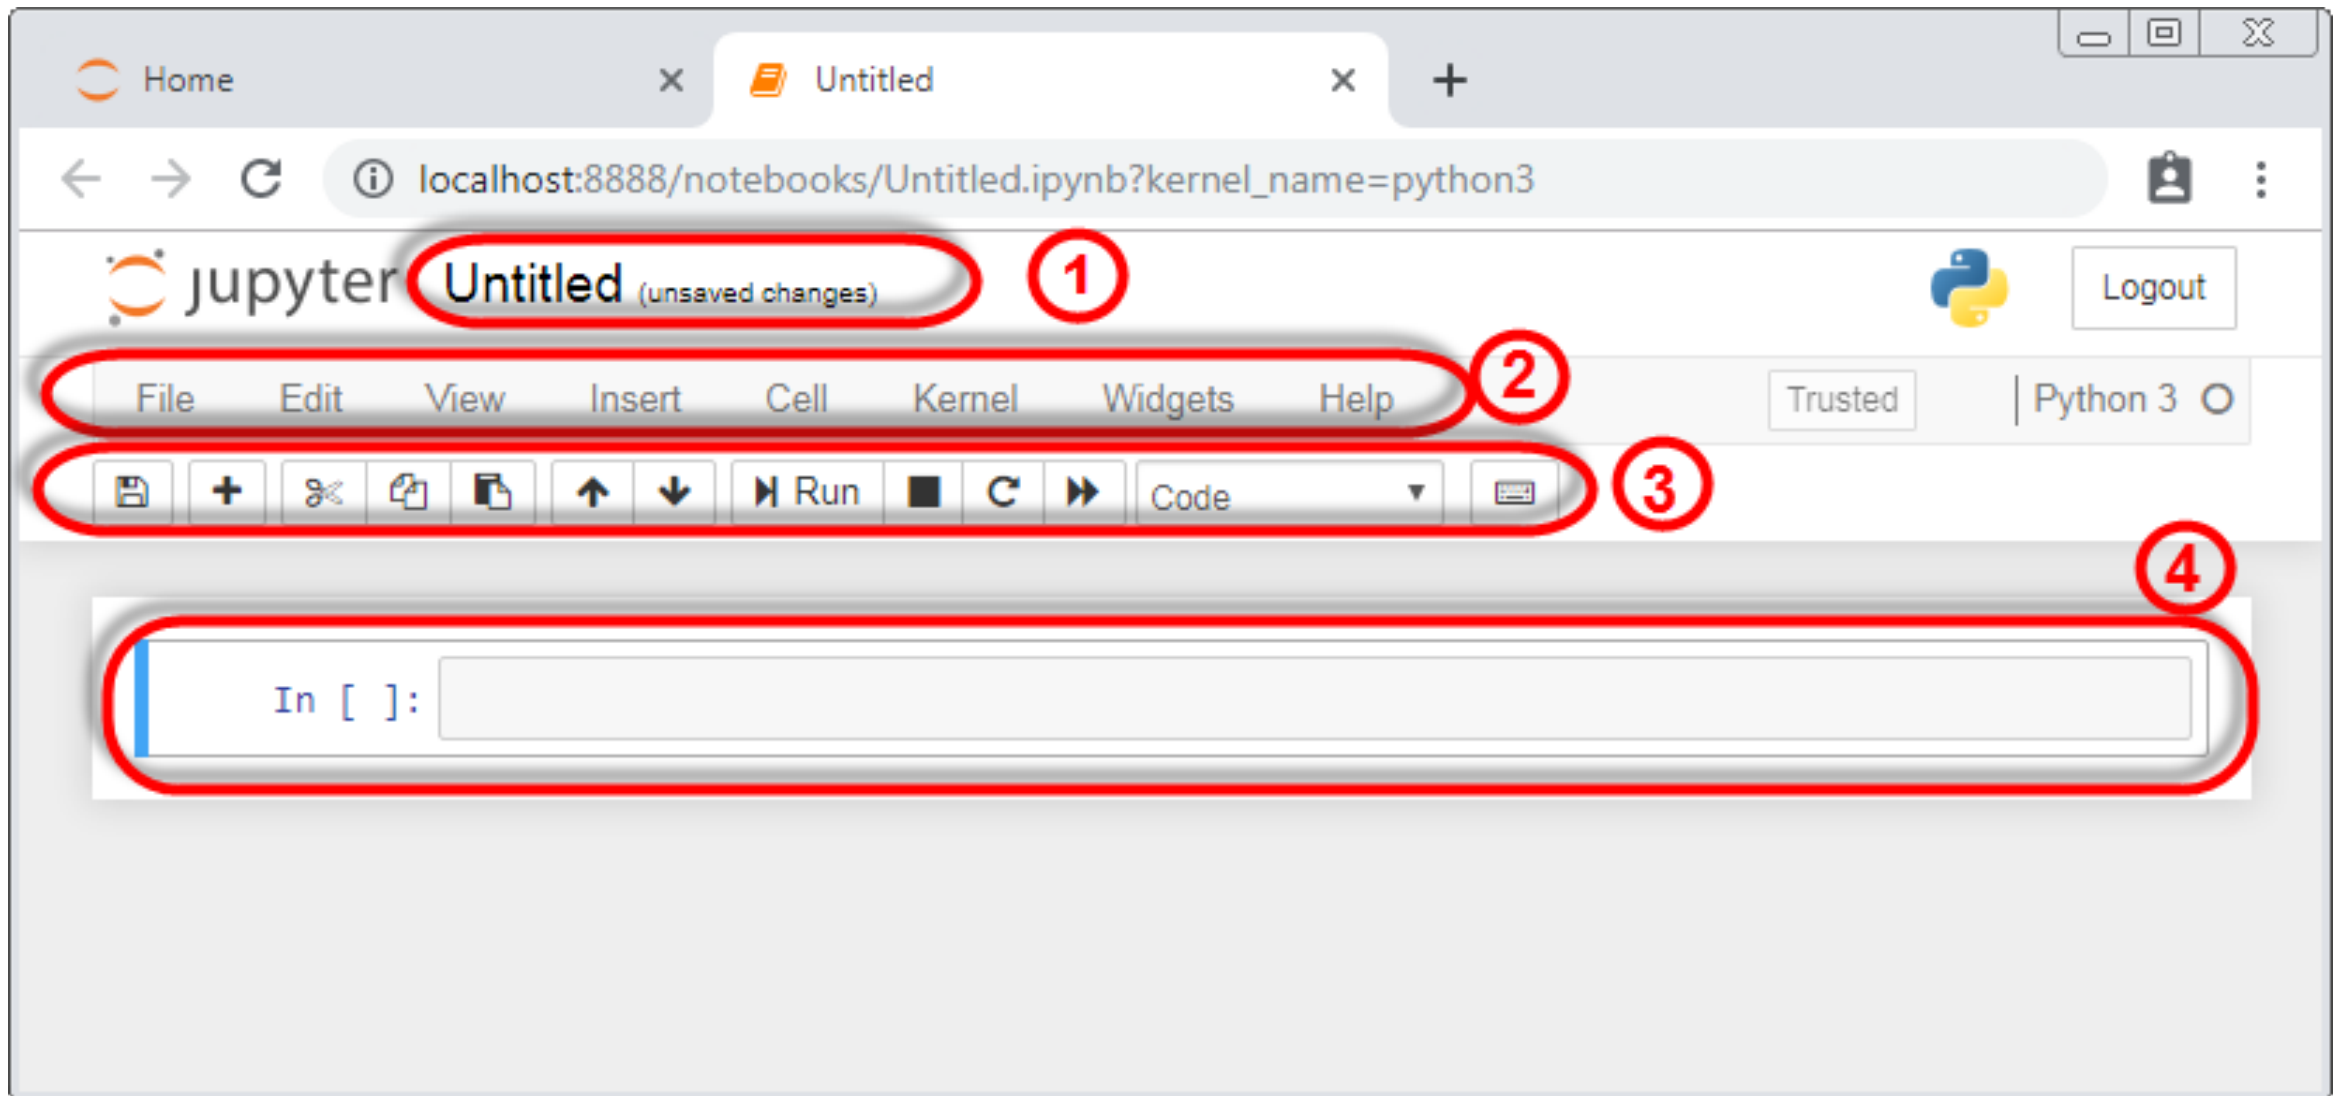 Home
Untitled
localhost:8888/notebooks/Untitled.ipynb?kernel_name=python3
jupyter Untitled (unsaved changes) 1 Logout
File Edit View Insert Cell Kernel Widgets Help 2 Trusted Python 3
Run Code 3
4
In [ ]: